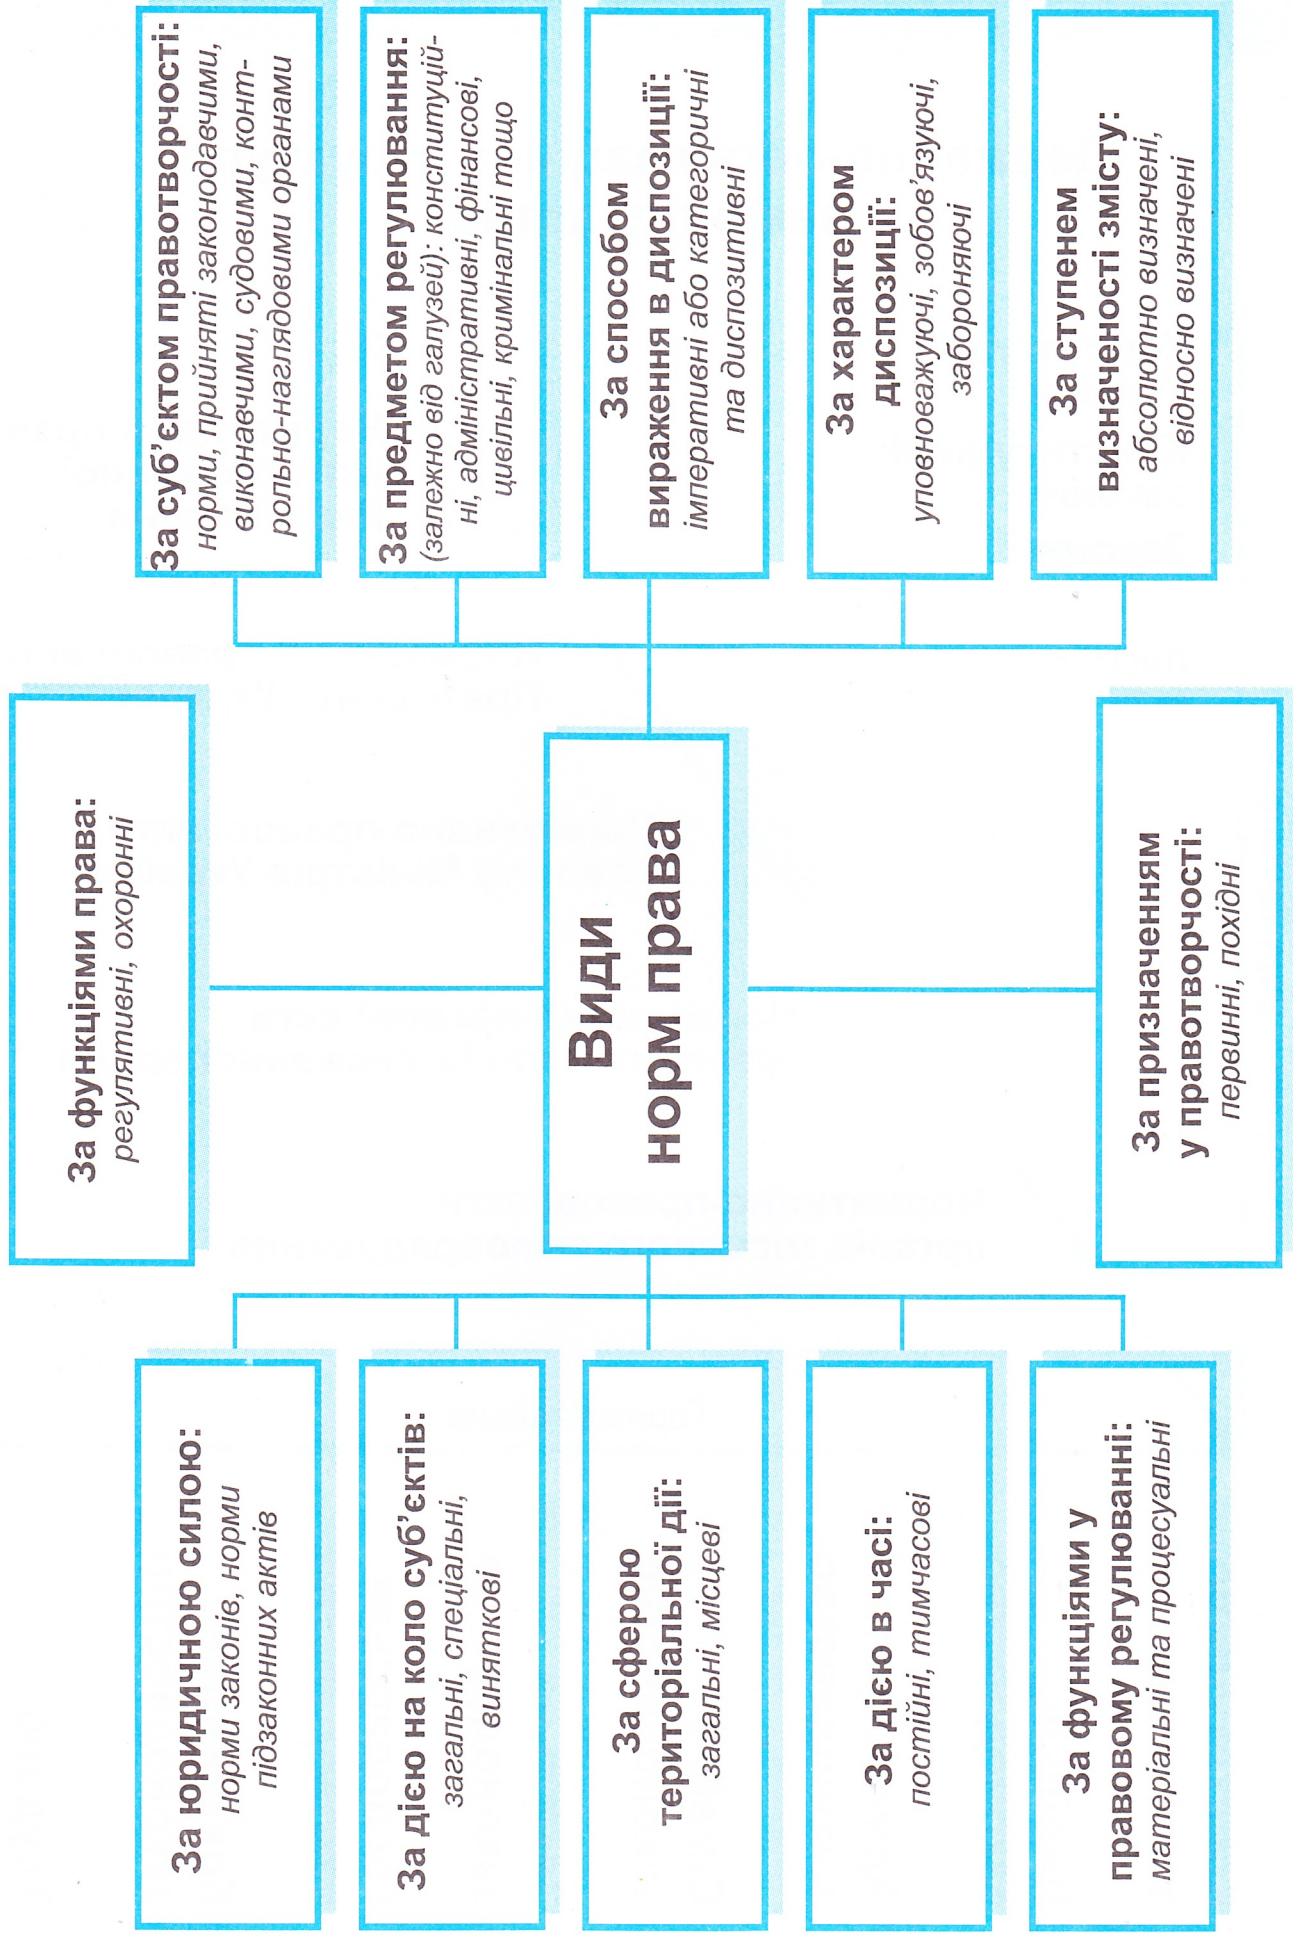 За функціями права:
регулятивні, охоронні
За юридичною силою:
норми законів, норми
підзаконних актів
За дією на коло суб’єктів:
загальні, спеціальні,
виняткові
За сферою
територіальної дії:
загальні, місцеві
За дією в часі:
постійні, тимчасові
За функціями у
правовому регулюванні:
матеріальні та процесуальні
Види
норм права
За суб’єктом правотворчості:
норми, прийняті законодавчими,
виконавчими, судовими, конт-
рольно-наглядовими органами
За предметом регулювання:
(залежно від галузей): конституцій-
ні, адміністративні, фінансові,
цивільні, кримінальні тощо
За способом
вираження в диспозиції:
імперативні або категоричні
та диспозитивні
За характером
диспозиції:
уповноважуючі, зобов’язуючі,
забороняючі
За ступенем
визначеності змісту:
абсолютно визначені,
відносно визначені
За призначенням
у правотворчості:
первинні, похідні